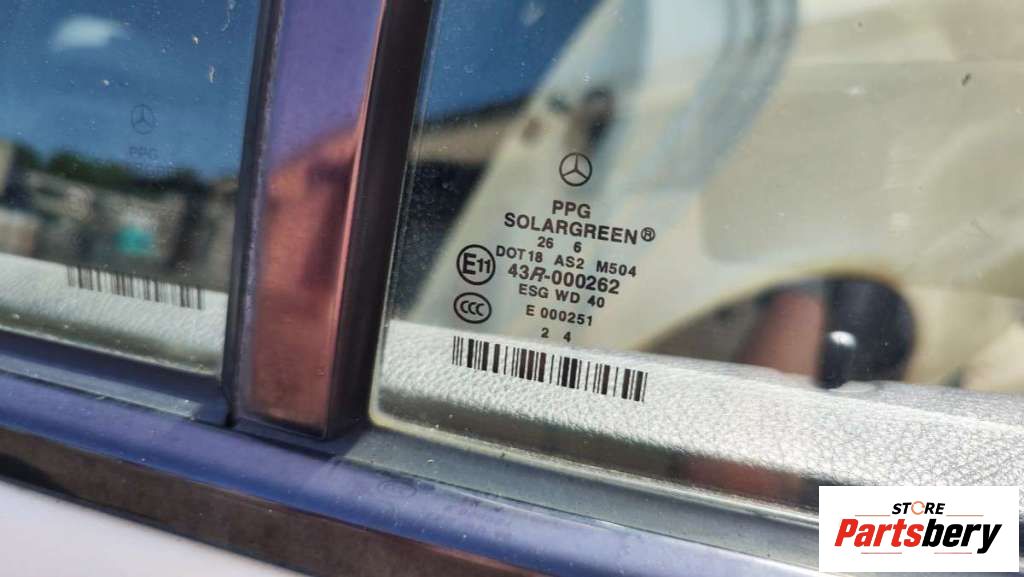 PPG
PPG
SOLARGREEN®
26 6
DOT18 AS2 M504
E11 43R-000262
ESG WD 40
CCC E 000251
2 4
STORE
Partsbery